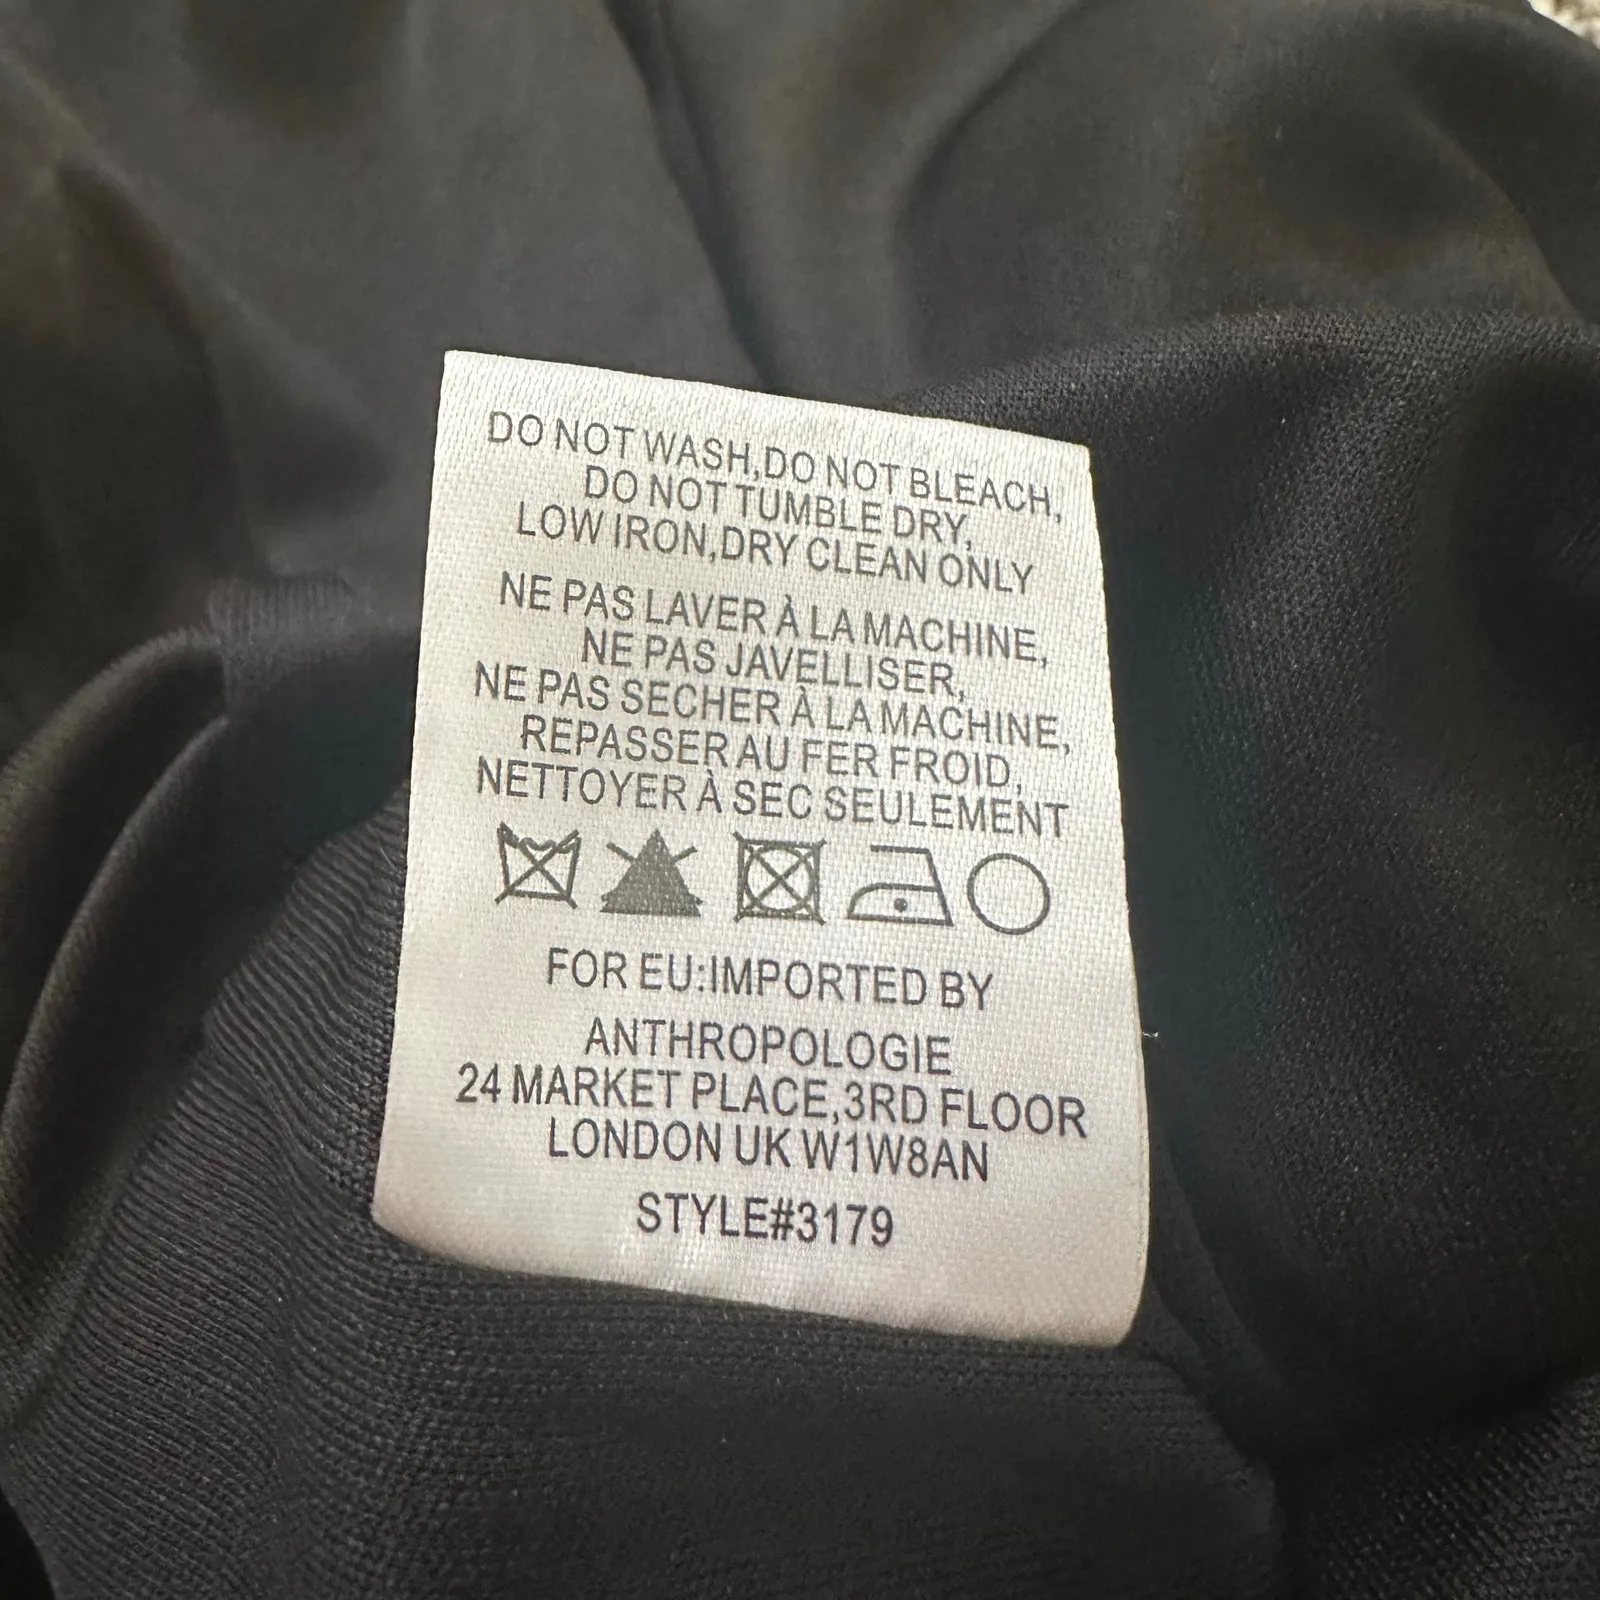 DO NOT WASH,DO NOT BLEACH,
DO NOT TUMBLE DRY,
LOW IRON,DRY CLEAN ONLY
NE PAS LAVER À LA MACHINE,
NE PAS JAVELLISER,
NE PAS SECHER À LA MACHINE,
REPASSER AU FER FROID,
NETTOYER À SEC SEULEMENT
FOR EU:IMPORTED BY
ANTHROPOLOGIE
24 MARKET PLACE,3RD FLOOR
LONDON UK W1W8AN
STYLE#3179